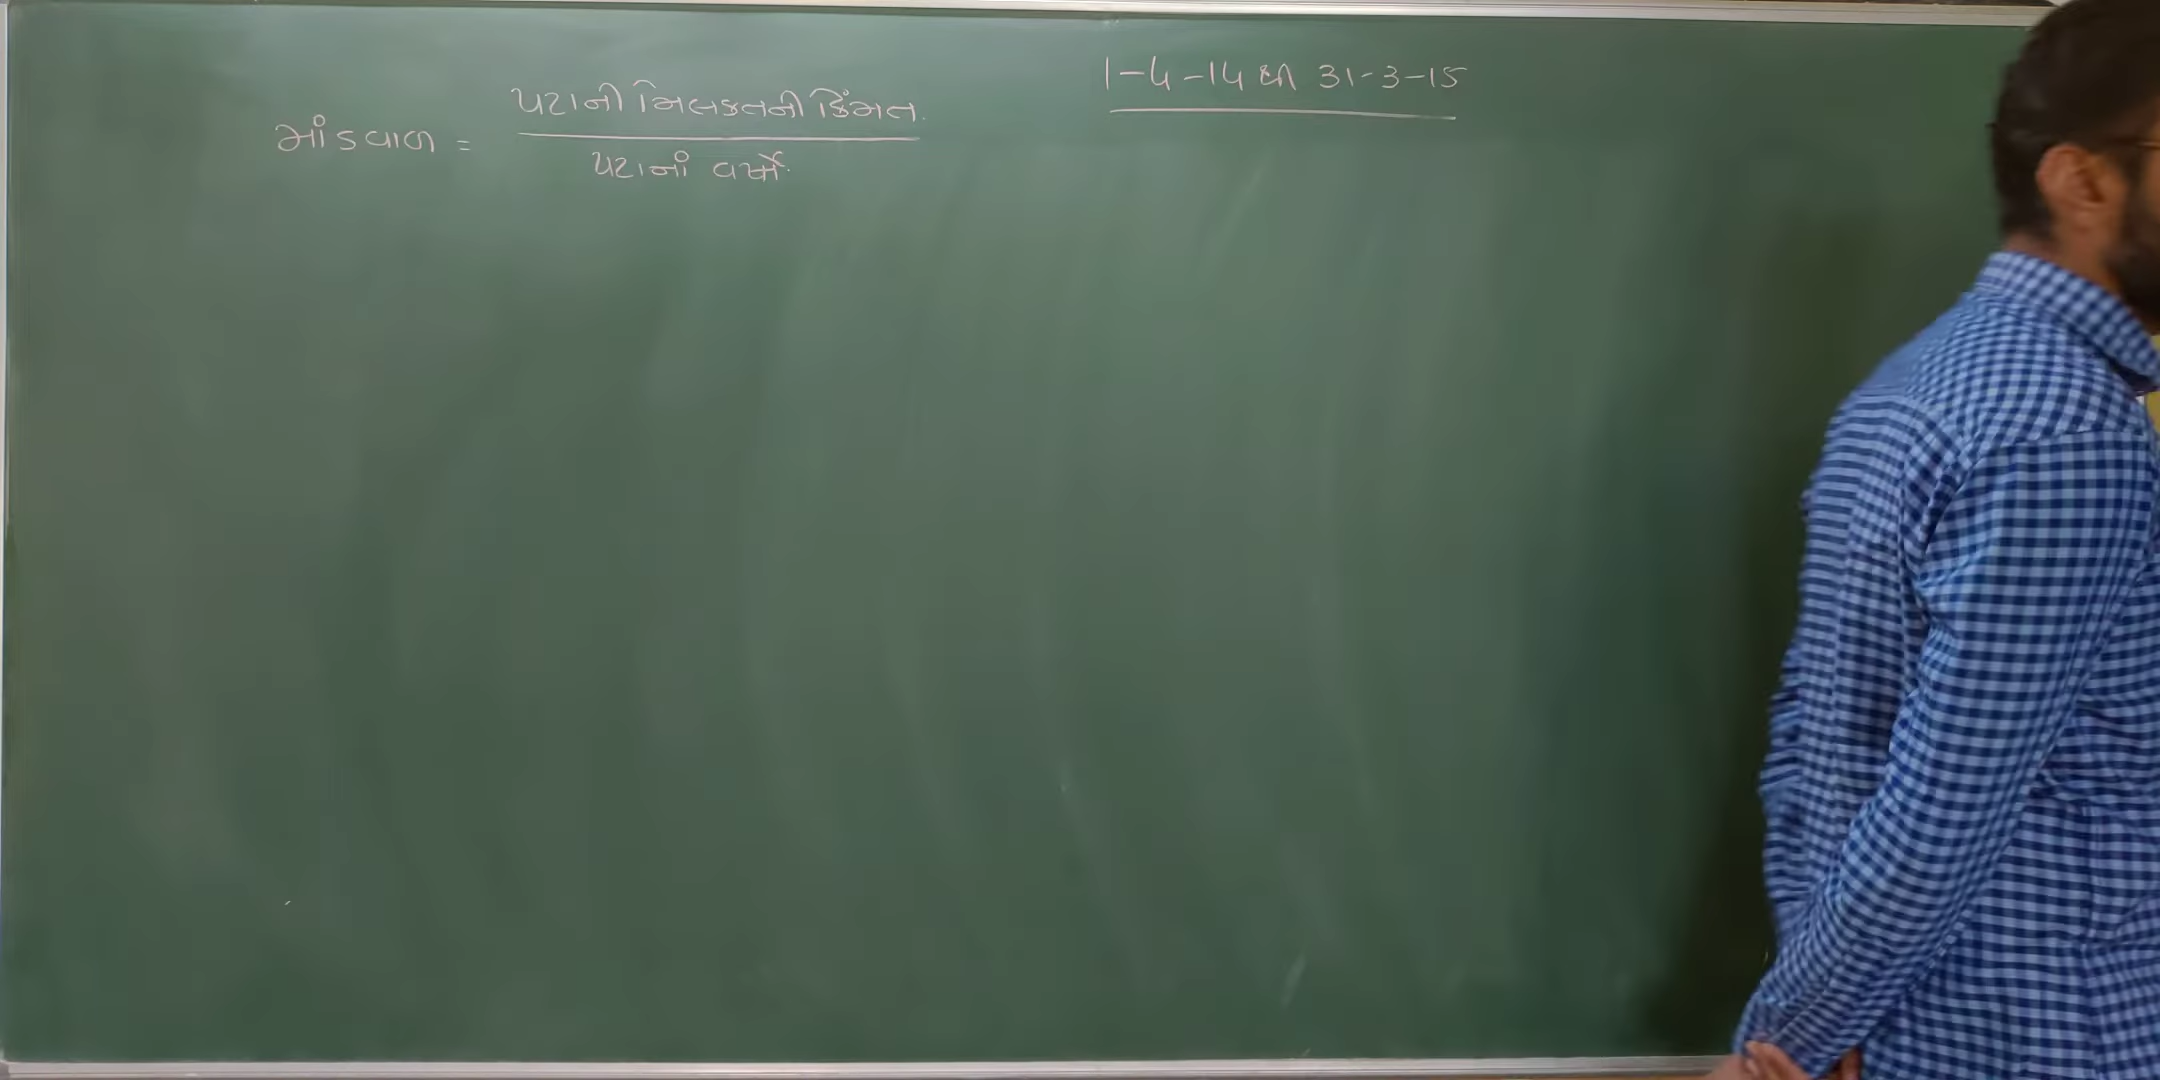 માંડવાળ = પટાની મિલકતની કિંમત.
પટાનાં વર્ષો.
1-4-14 થી 31-3-15